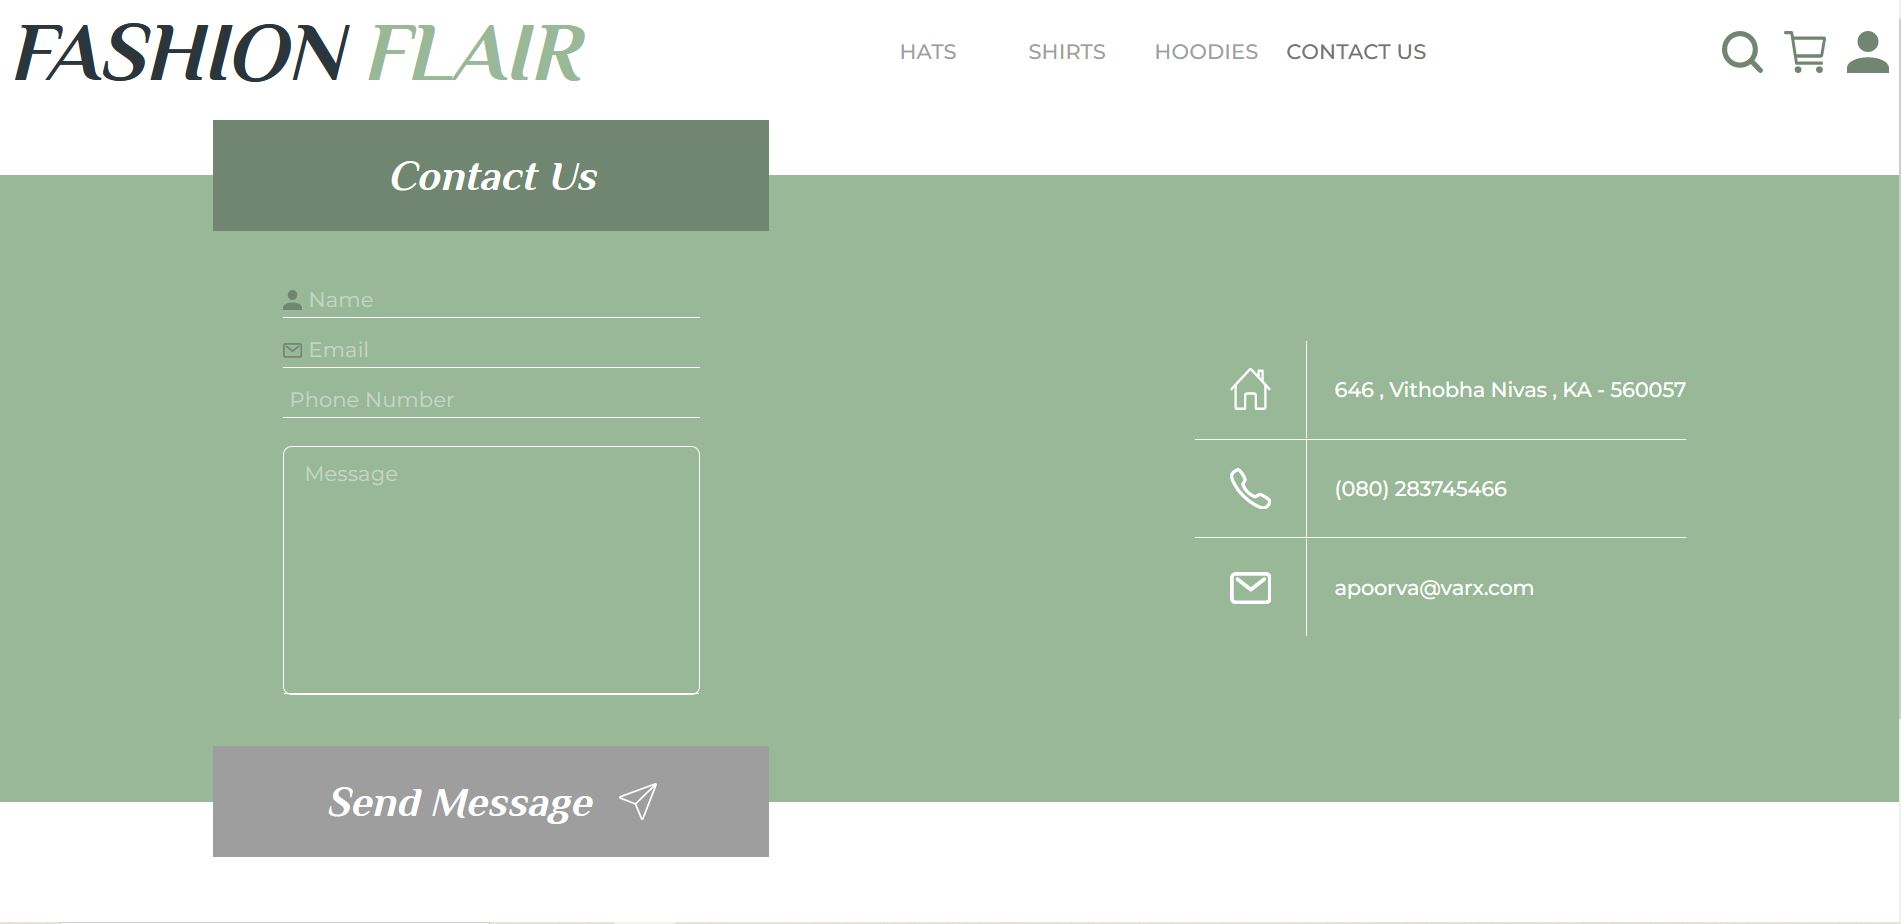 FASHION FLAIR
HATS SHIRTS HOODIES CONTACT US
Contact Us
Name
Email
Phone Number
Message
Send Message
646 , Vithobha Nivas , KA - 560057
(080) 283745466
apoorva@varx.com